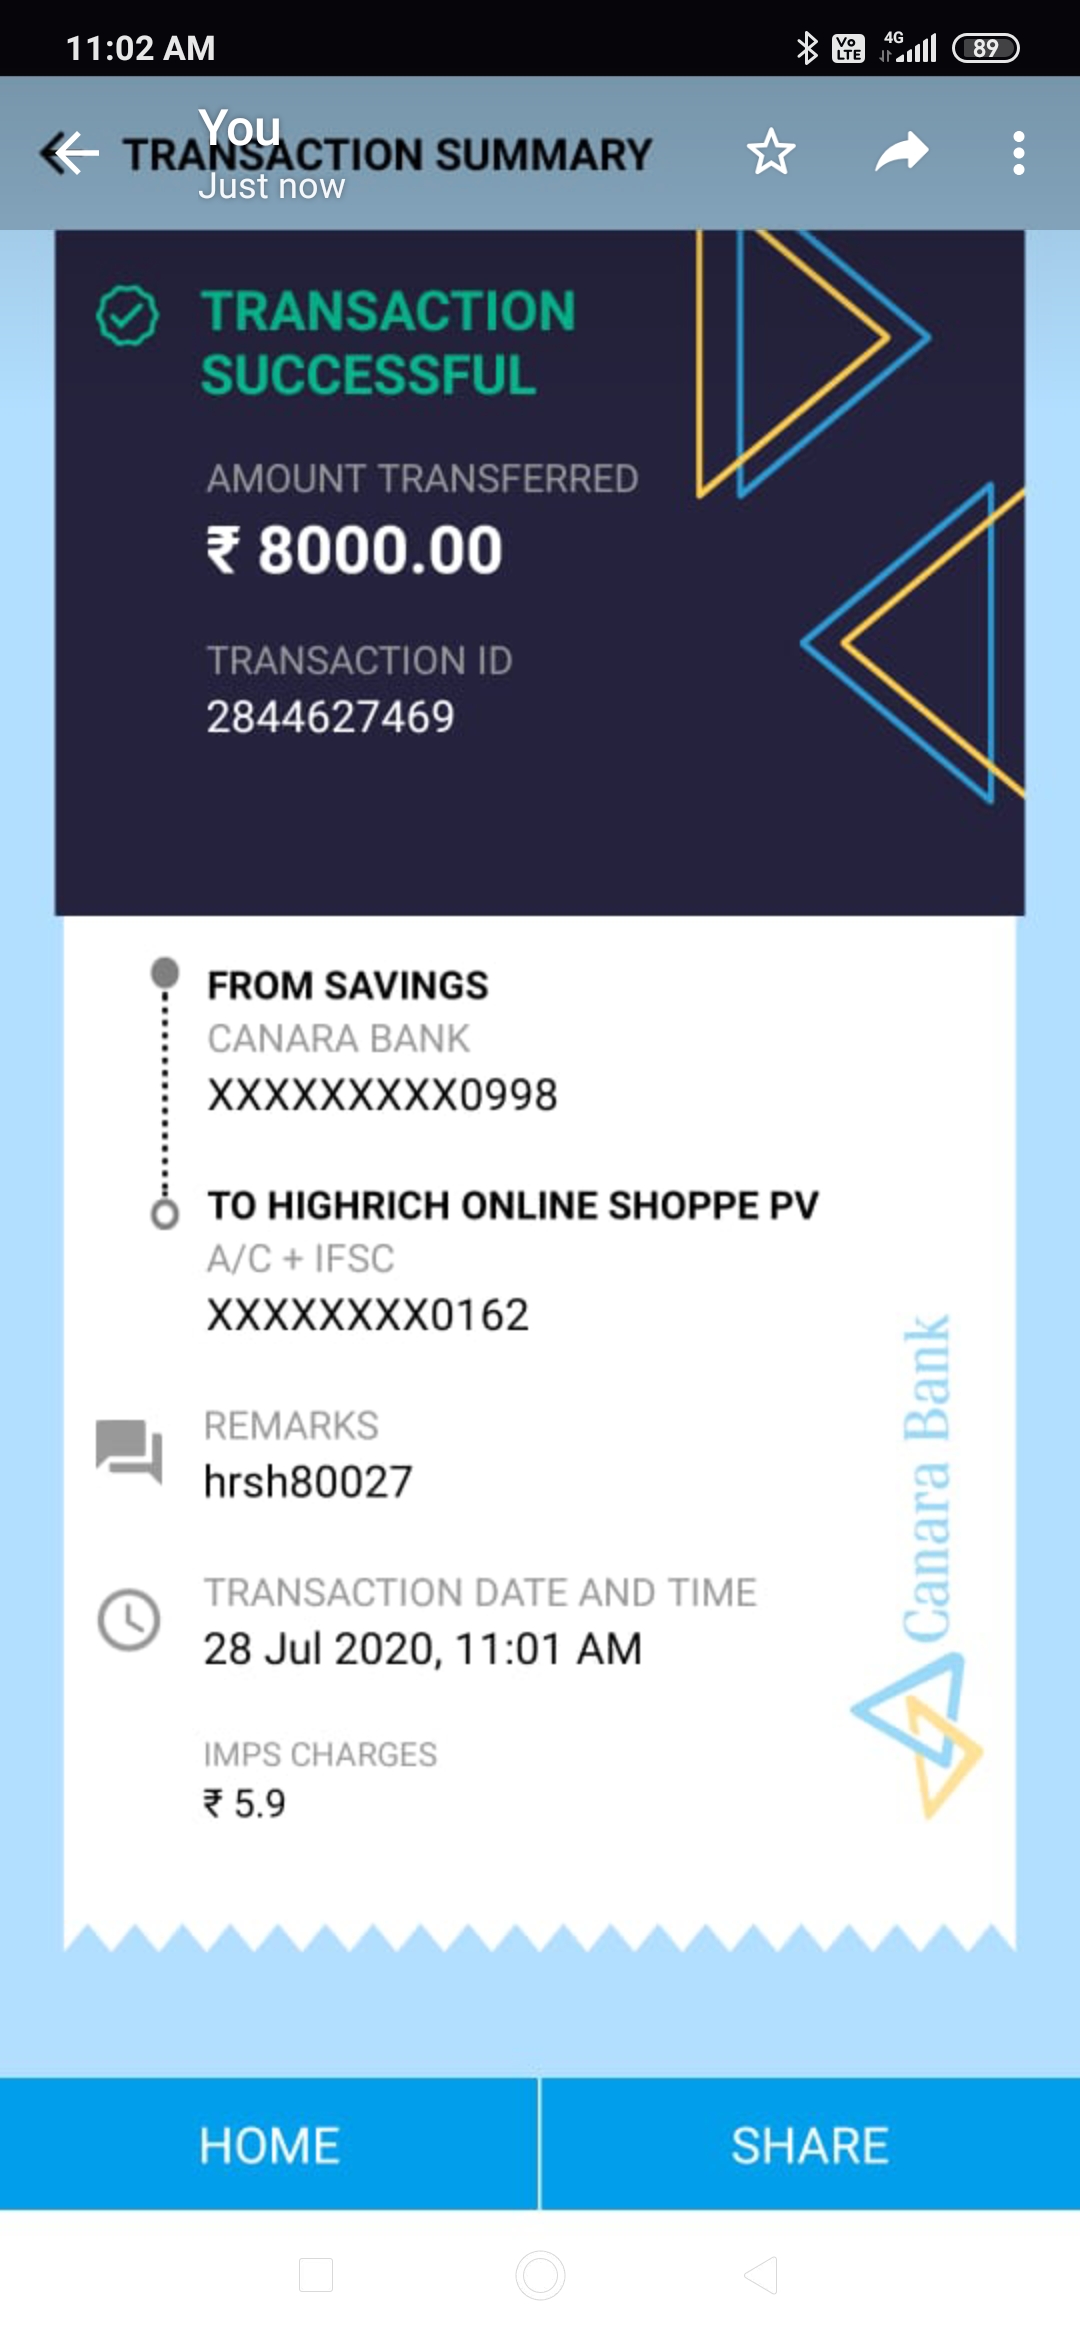 11:02 AM
Vo LTE 4G 89
You
TRANSACTION SUMMARY
Just now
TRANSACTION
SUCCESSFUL
AMOUNT TRANSFERRED
₹ 8000.00
TRANSACTION ID
2844627469
FROM SAVINGS
CANARA BANK
XXXXXXXXX0998
TO HIGHRICH ONLINE SHOPPE PV
A/C + IFSC
XXXXXXXX0162
REMARKS
hrsh80027
TRANSACTION DATE AND TIME
28 Jul 2020, 11:01 AM
IMPS CHARGES
₹ 5.9
Canara Bank
HOME
SHARE